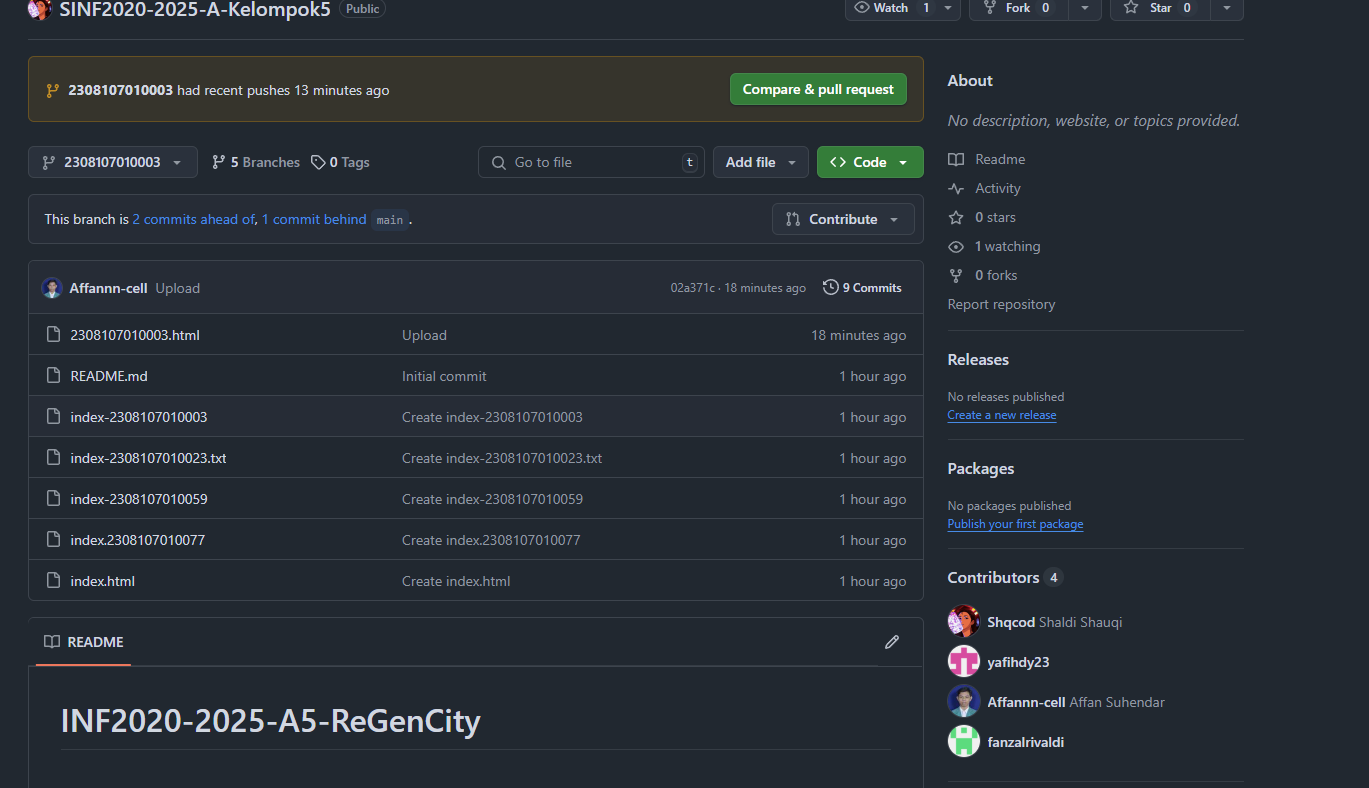 SINF2020-2025-A-Kelompok5 Public
Watch 1 Fork 0 Star 0
2308107010003 had recent pushes 13 minutes ago Compare & pull request
2308107010003 5 Branches 0 Tags Go to file t Add file Code
This branch is 2 commits ahead of, 1 commit behind main . Contribute
Affannn-cell Upload 02a371c · 18 minutes ago 9 Commits
2308107010003.html Upload 18 minutes ago
README.md Initial commit 1 hour ago
index-2308107010003 Create index-2308107010003 1 hour ago
index-2308107010023.txt Create index-2308107010023.txt 1 hour ago
index-2308107010059 Create index-2308107010059 1 hour ago
index.2308107010077 Create index.2308107010077 1 hour ago
index.html Create index.html 1 hour ago
README
INF2020-2025-A5-ReGenCity
About
No description, website, or topics provided.
Readme
Activity
0 stars
1 watching
0 forks
Report repository
Releases
No releases published
Create a new release
Packages
No packages published
Publish your first package
Contributors 4
Shqcod Shaldi Shauqi
yafihdy23
Affannn-cell Affan Suhendar
fanzalrivaldi